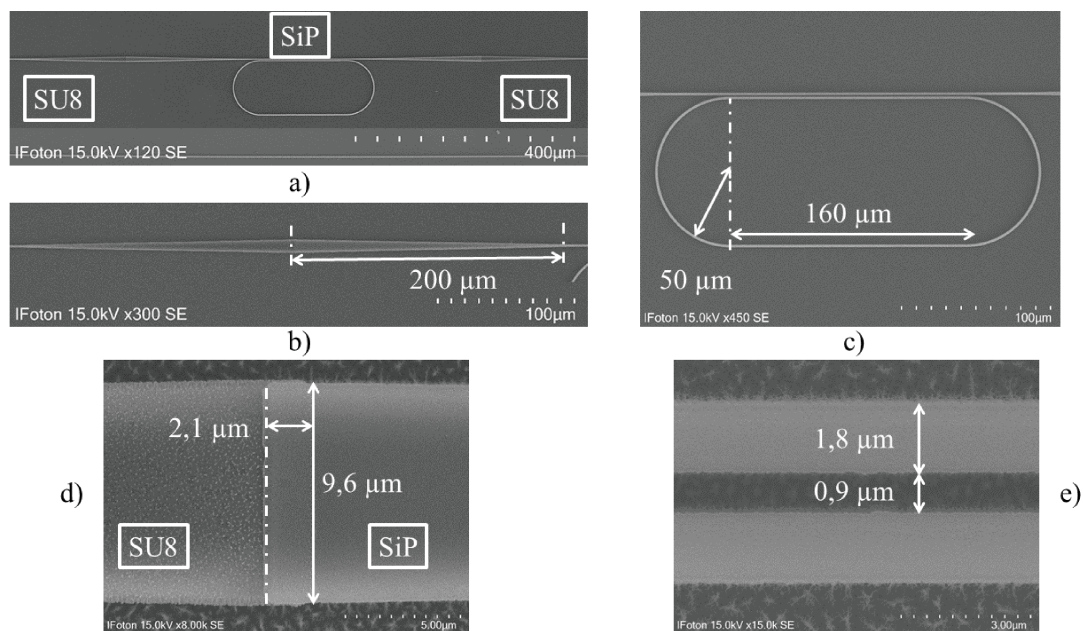 SiP
SU8
SU8
IFoton 15.0kV x120 SE
400µm
a)
200 µm
IFoton 15.0kV x300 SE
100µm
b)
160 µm
50 µm
IFoton 15.0kV x450 SE
100µm
c)
2,1 µm
9,6 µm
d)
SU8
SiP
IFoton 15.0kV x8.00k SE
5.00µm
1,8 µm
0,9 µm
e)
IFoton 15.0kV x15.0k SE
3.00µm